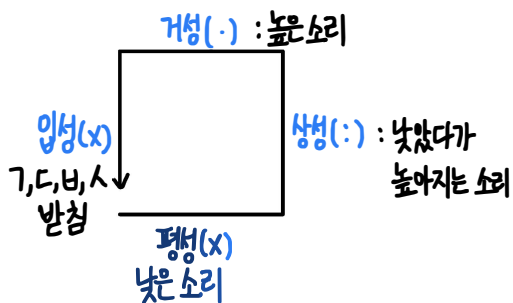 거성(·) : 높은 소리
입성(x)
ㄱ,ㄷ,ㅂ,ㅅ
받침
상성(:) : 낮았다가
높아지는 소리
평성(x)
낮은 소리